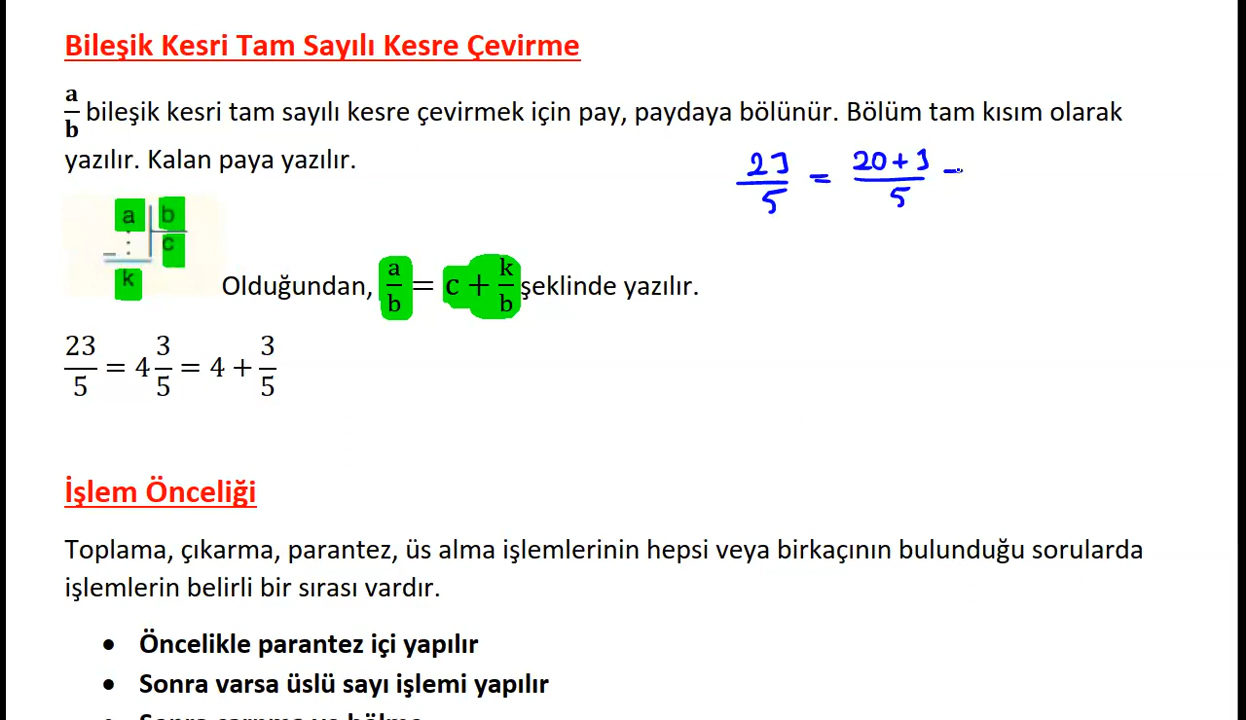 Bileşik Kesri Tam Sayılı Kesre Çevirme
a/b bileşik kesri tam sayılı kesre çevirmek için pay, paydaya bölünür. Bölüm tam kısım olarak
yazılır. Kalan paya yazılır.
23/5 = 20+3/5 -
a b
- : c
k
Olduğundan, a/b = c + k/b şeklinde yazılır.
23/5 = 4 3/5 = 4 + 3/5
İşlem Önceliği
Toplama, çıkarma, parantez, üs alma işlemlerinin hepsi veya birkaçının bulunduğu sorularda
işlemlerin belirli bir sırası vardır.
• Öncelikle parantez içi yapılır
• Sonra varsa üslü sayı işlemi yapılır